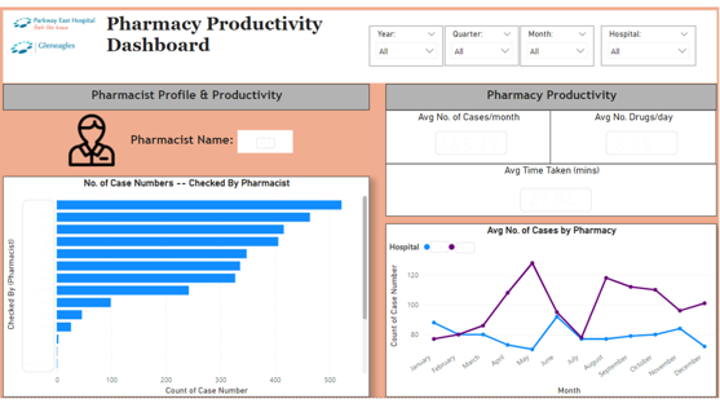 Parkway East Hospital
Gleneagles
Pharmacy Productivity
Dashboard
Year:
All
Quarter:
All
Month:
All
Hospital:
All
Pharmacist Profile & Productivity
Pharmacist Name:
No. of Case Numbers -- Checked By Pharmacist
Checked By (Pharmacist)
0
100
200
300
400
500
Count of Case Number
Pharmacy Productivity
Avg No. of Cases/month
Avg No. Drugs/day
Avg Time Taken (mins)
Avg No. of Cases by Pharmacy
Hospital
Count of Case Number
120
100
80
January
February
March
April
May
June
July
August
September
October
November
December
Month